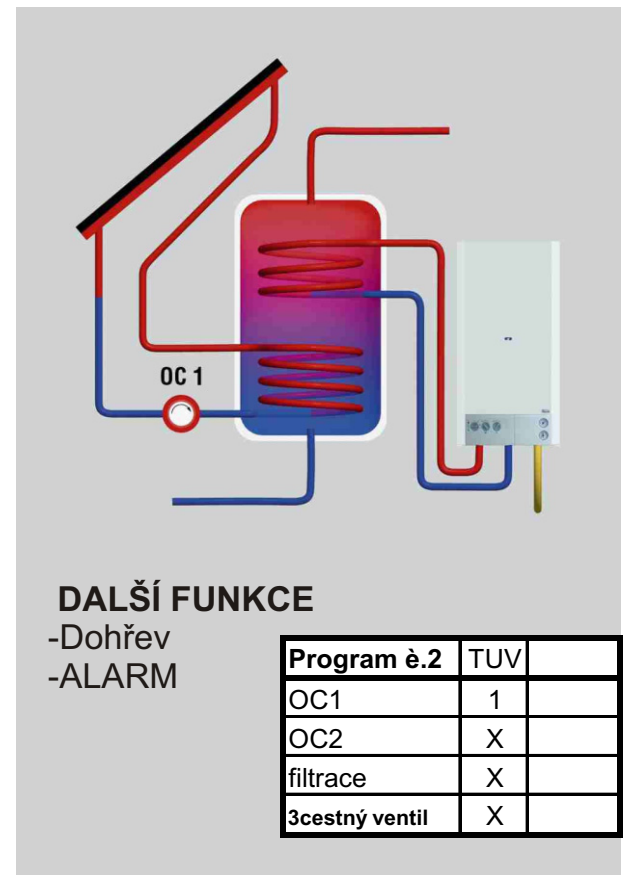 OC 1
DALŠÍ FUNKCE
-Dohřev
-ALARM
Program è.2 TUV
OC1 1
OC2 X
filtrace X
3cestný ventil X